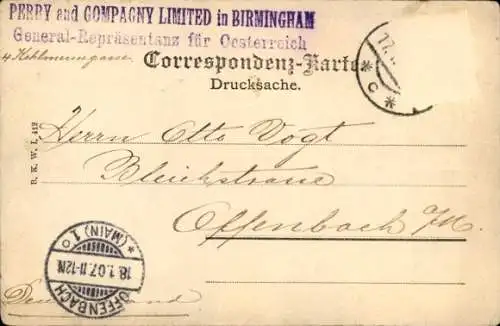 PERRY and COMPAGNY LIMITED in BIRMINGHAM
General-Repräsentanz für Oesterreich
Correspondenz-Karte
Drucksache.
Herrn Otto Vogt
Bleichstrasse
Offenbach /M.
B. K. W. I, 412
* C *
OFFENBACH
18.1.07.11-12N.
* (MAIN) 1 o